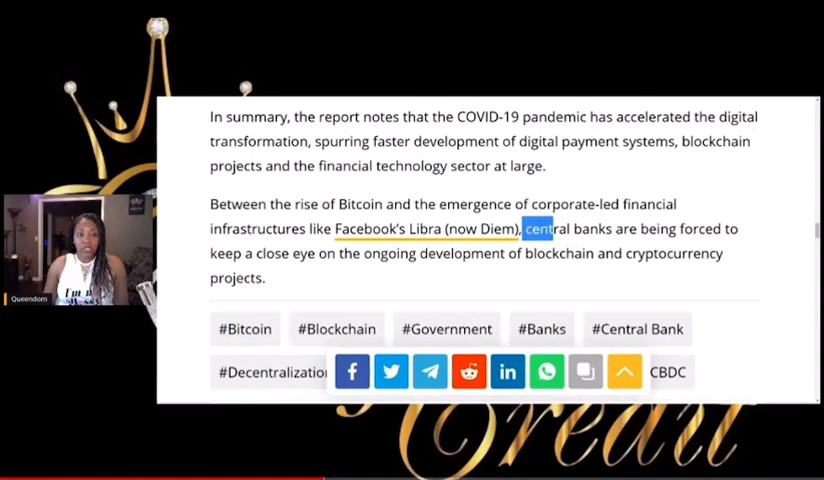 In summary, the report notes that the COVID-19 pandemic has accelerated the digital
transformation, spurring faster development of digital payment systems, blockchain
projects and the financial technology sector at large.
Between the rise of Bitcoin and the emergence of corporate-led financial
infrastructures like Facebook's Libra (now Diem), central banks are being forced to
keep a close eye on the ongoing development of blockchain and cryptocurrency
projects.
#Bitcoin #Blockchain #Government #Banks #Central Bank
CBDC
Queendom
Credit